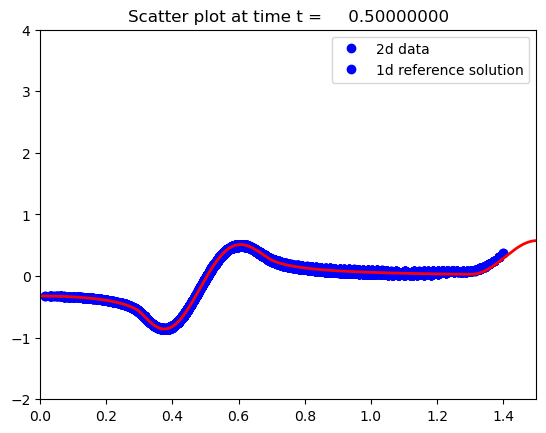 Scatter plot at time t = 0.50000000
2d data
1d reference solution
4
3
2
1
0
−1
−2
0.0 0.2 0.4 0.6 0.8 1.0 1.2 1.4